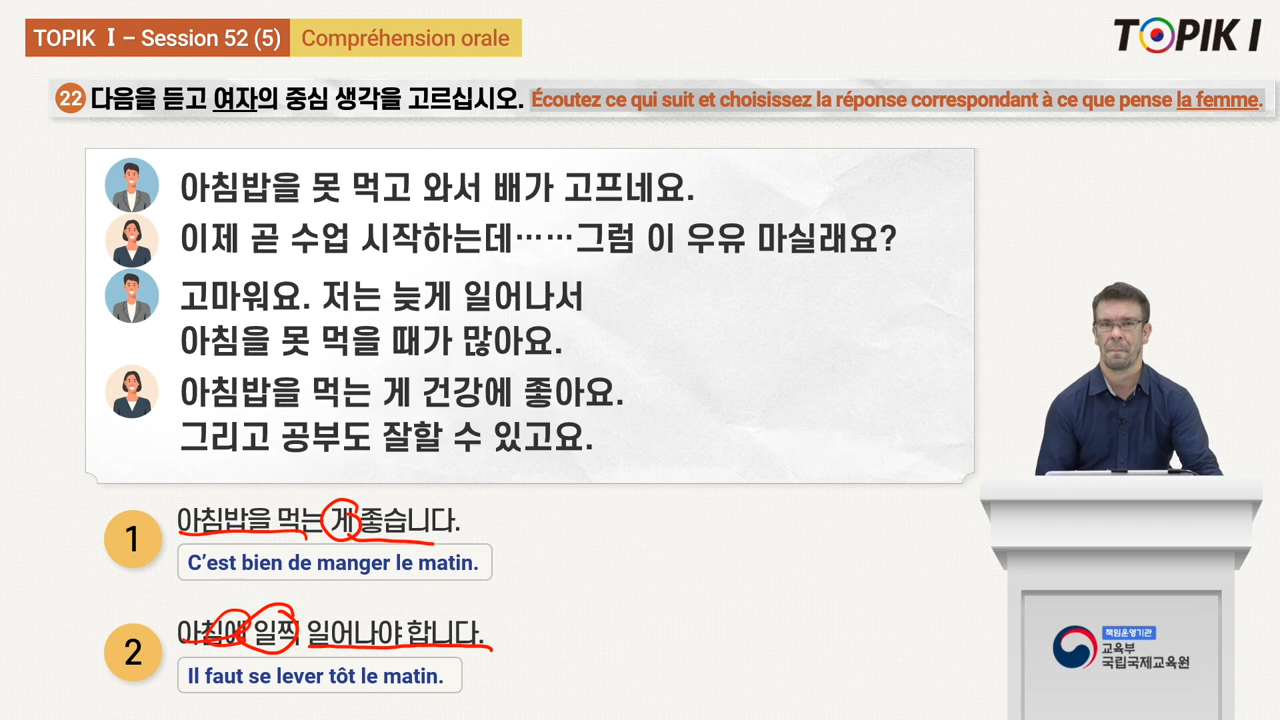 TOPIK I – Session 52 (5) Compréhension orale
TOPIK I
22 다음을 듣고 여자의 중심 생각을 고르십시오. Écoutez ce qui suit et choisissez la réponse correspondant à ce que pense la femme.
아침밥을 못 먹고 와서 배가 고프네요.
이제 곧 수업 시작하는데……그럼 이 우유 마실래요?
고마워요. 저는 늦게 일어나서
아침을 못 먹을 때가 많아요.
아침밥을 먹는 게 건강에 좋아요.
그리고 공부도 잘할 수 있고요.
1 아침밥을 먹는 게 좋습니다.
C’est bien de manger le matin.
2 아침에 일찍 일어나야 합니다.
Il faut se lever tôt le matin.
책임운영기관
교육부
국립국제교육원